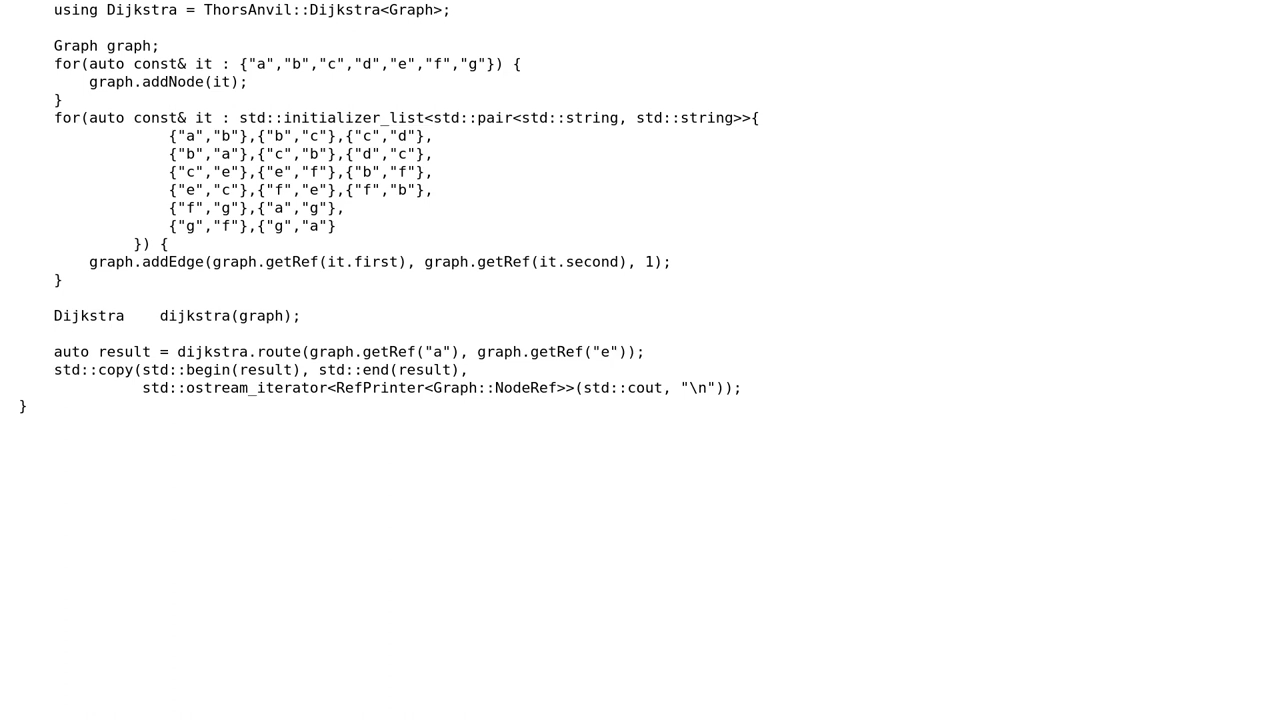 using Dijkstra = ThorsAnvil::Dijkstra<Graph>;

    Graph graph;
    for(auto const& it : {"a","b","c","d","e","f","g"}) {
        graph.addNode(it);
    }
    for(auto const& it : std::initializer_list<std::pair<std::string, std::string>>{
                 {"a","b"},{"b","c"},{"c","d"},
                 {"b","a"},{"c","b"},{"d","c"},
                 {"c","e"},{"e","f"},{"b","f"},
                 {"e","c"},{"f","e"},{"f","b"},
                 {"f","g"},{"a","g"},
                 {"g","f"},{"g","a"}
             }) {
        graph.addEdge(graph.getRef(it.first), graph.getRef(it.second), 1);
    }

    Dijkstra    dijkstra(graph);

    auto result = dijkstra.route(graph.getRef("a"), graph.getRef("e"));
    std::copy(std::begin(result), std::end(result),
              std::ostream_iterator<RefPrinter<Graph::NodeRef>>(std::cout, "\n"));
}